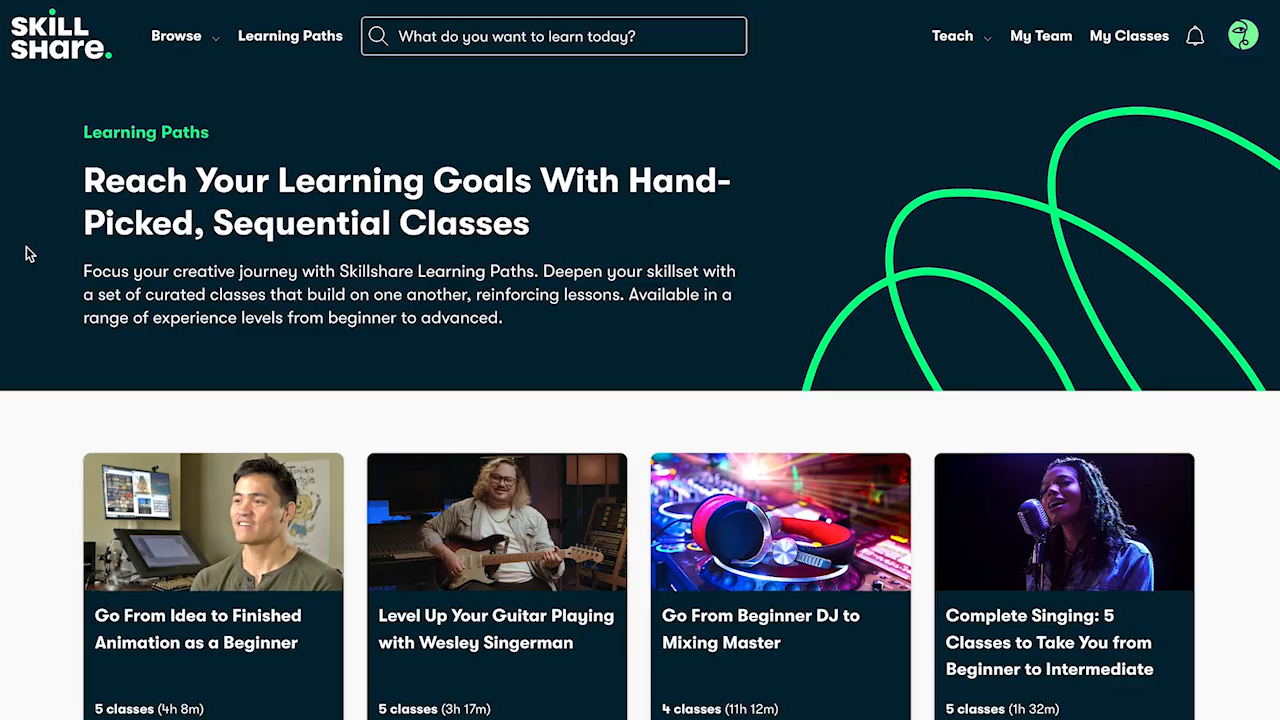 SKILL
SHARE.
Browse
Learning Paths
What do you want to learn today?
Teach
My Team
My Classes
Learning Paths
Reach Your Learning Goals With Hand-
Picked, Sequential Classes
Focus your creative journey with Skillshare Learning Paths. Deepen your skillset with
a set of curated classes that build on one another, reinforcing lessons. Available in a
range of experience levels from beginner to advanced.
Go From Idea to Finished
Animation as a Beginner
5 classes (4h 8m)
Level Up Your Guitar Playing
with Wesley Singerman
5 classes (3h 17m)
Go From Beginner DJ to
Mixing Master
4 classes (11h 12m)
Complete Singing: 5
Classes to Take You from
Beginner to Intermediate
5 classes (1h 32m)